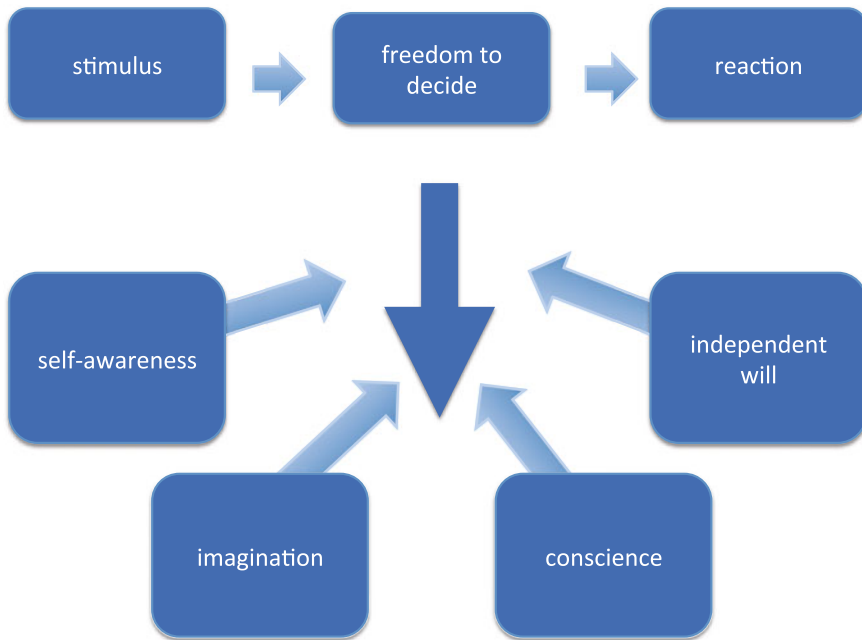 stimulus
freedom to
decide
reaction
self-awareness
independent
will
imagination
conscience